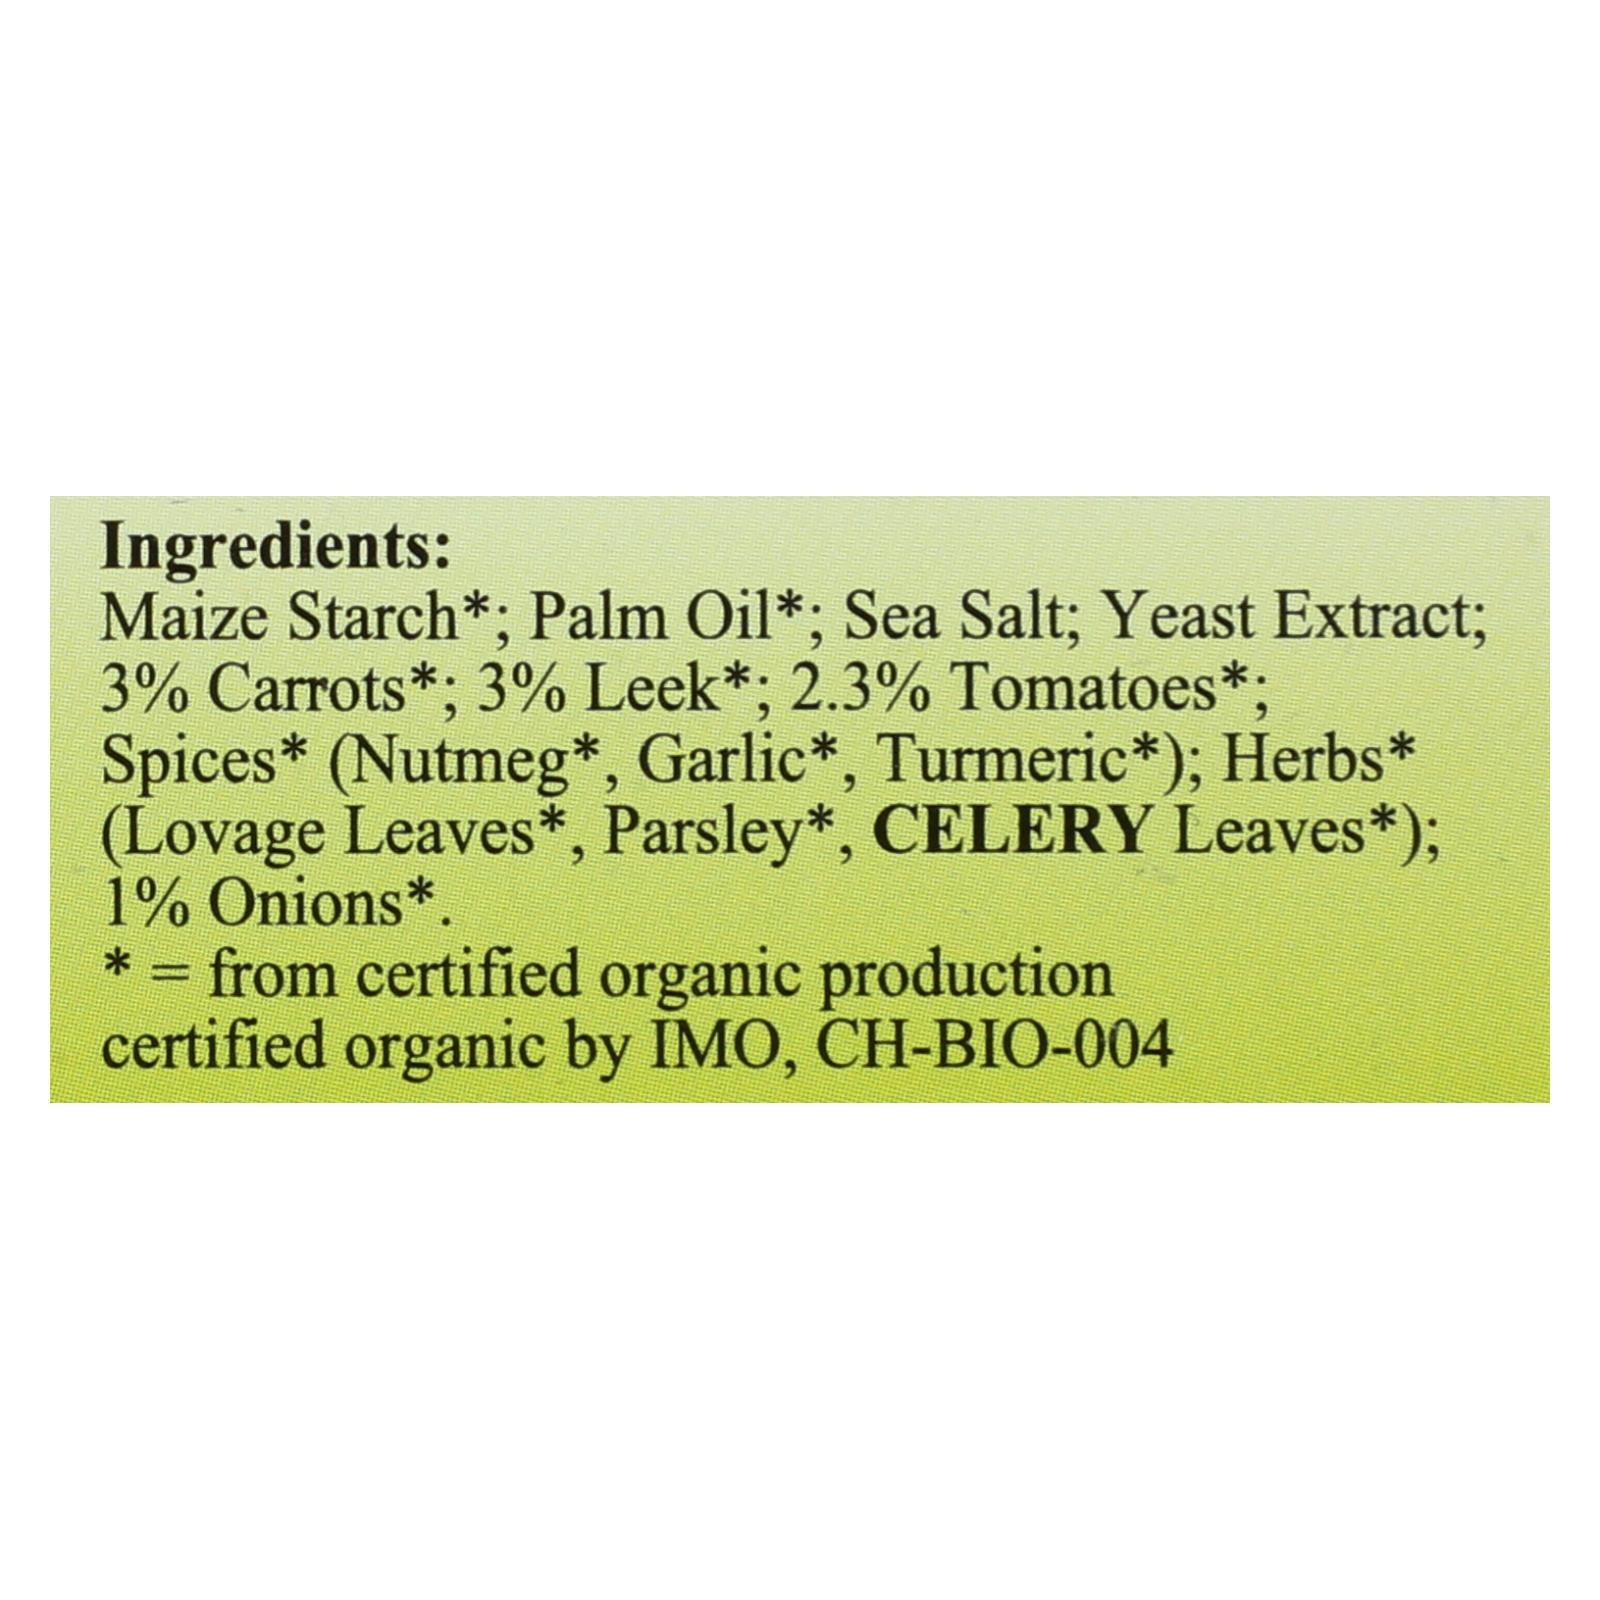 Ingredients:
Maize Starch*; Palm Oil*; Sea Salt; Yeast Extract;
3% Carrots*; 3% Leek*; 2.3% Tomatoes*;
Spices* (Nutmeg*, Garlic*, Turmeric*); Herbs*
(Lovage Leaves*, Parsley*, CELERY Leaves*);
1% Onions*.
* = from certified organic production
certified organic by IMO, CH-BIO-004